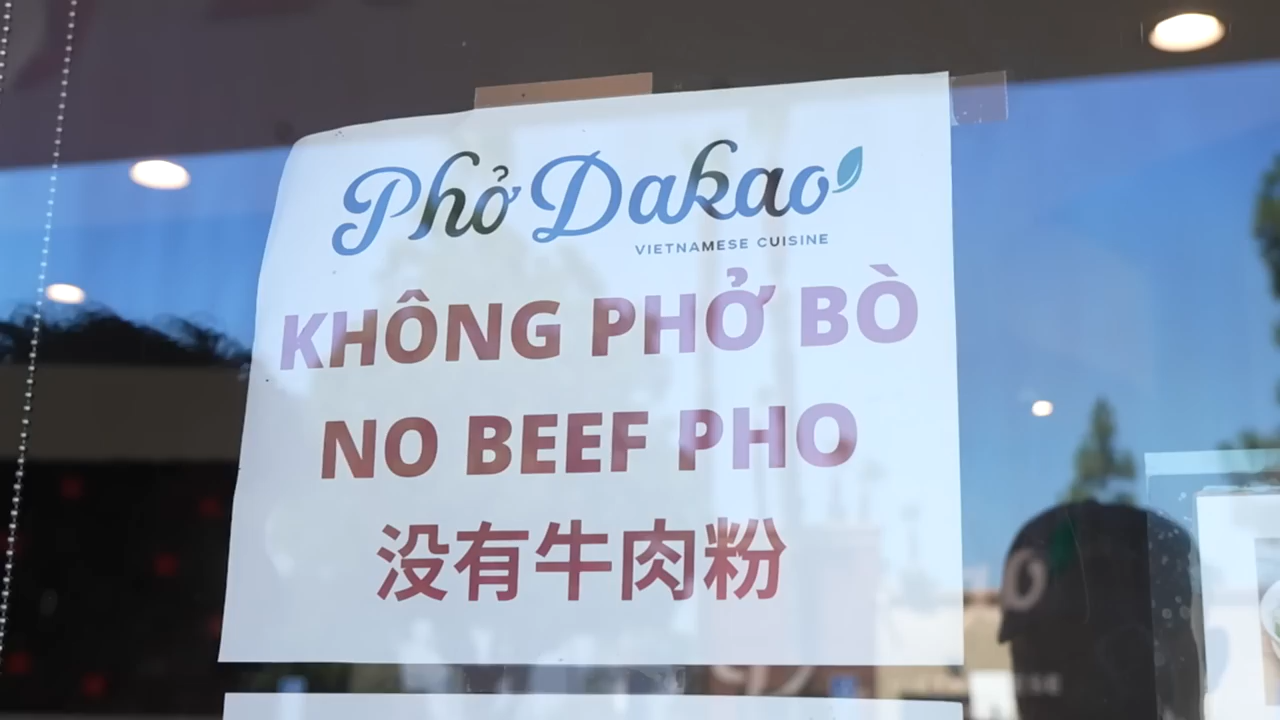 Phở Dakao
VIETNAMESE CUISINE
KHÔNG PHỞ BÒ
NO BEEF PHO
没有牛肉粉